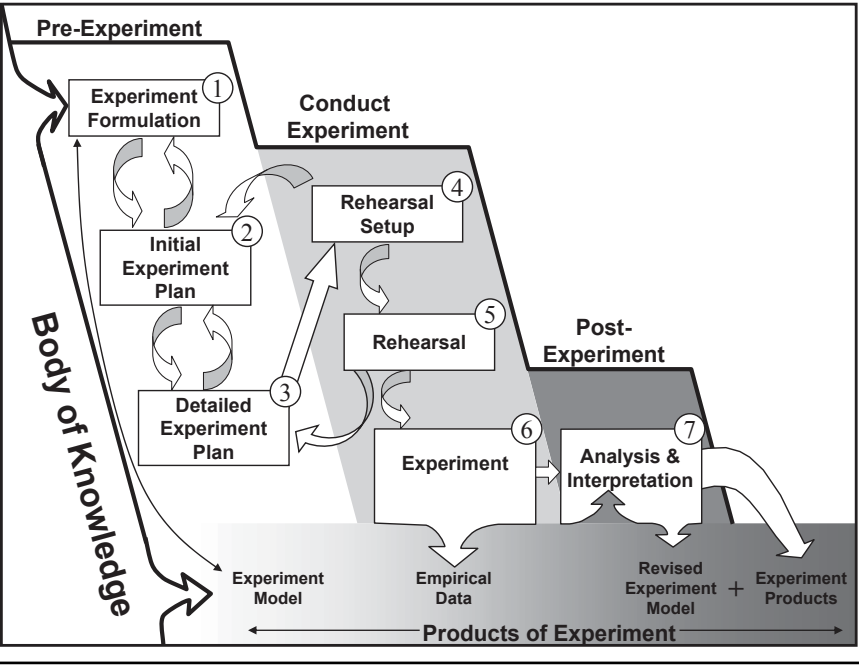 Pre-Experiment
1
Experiment
Formulation
Conduct
Experiment
4
Rehearsal
Setup
2
Initial
Experiment
Plan
5
Rehearsal
Post-
Experiment
3
Detailed
Experiment
Plan
6
Experiment
7
Analysis &
Interpretation
Body of Knowledge
Experiment
Model
Empirical
Data
Revised
Experiment
Model
+
Experiment
Products
Products of Experiment